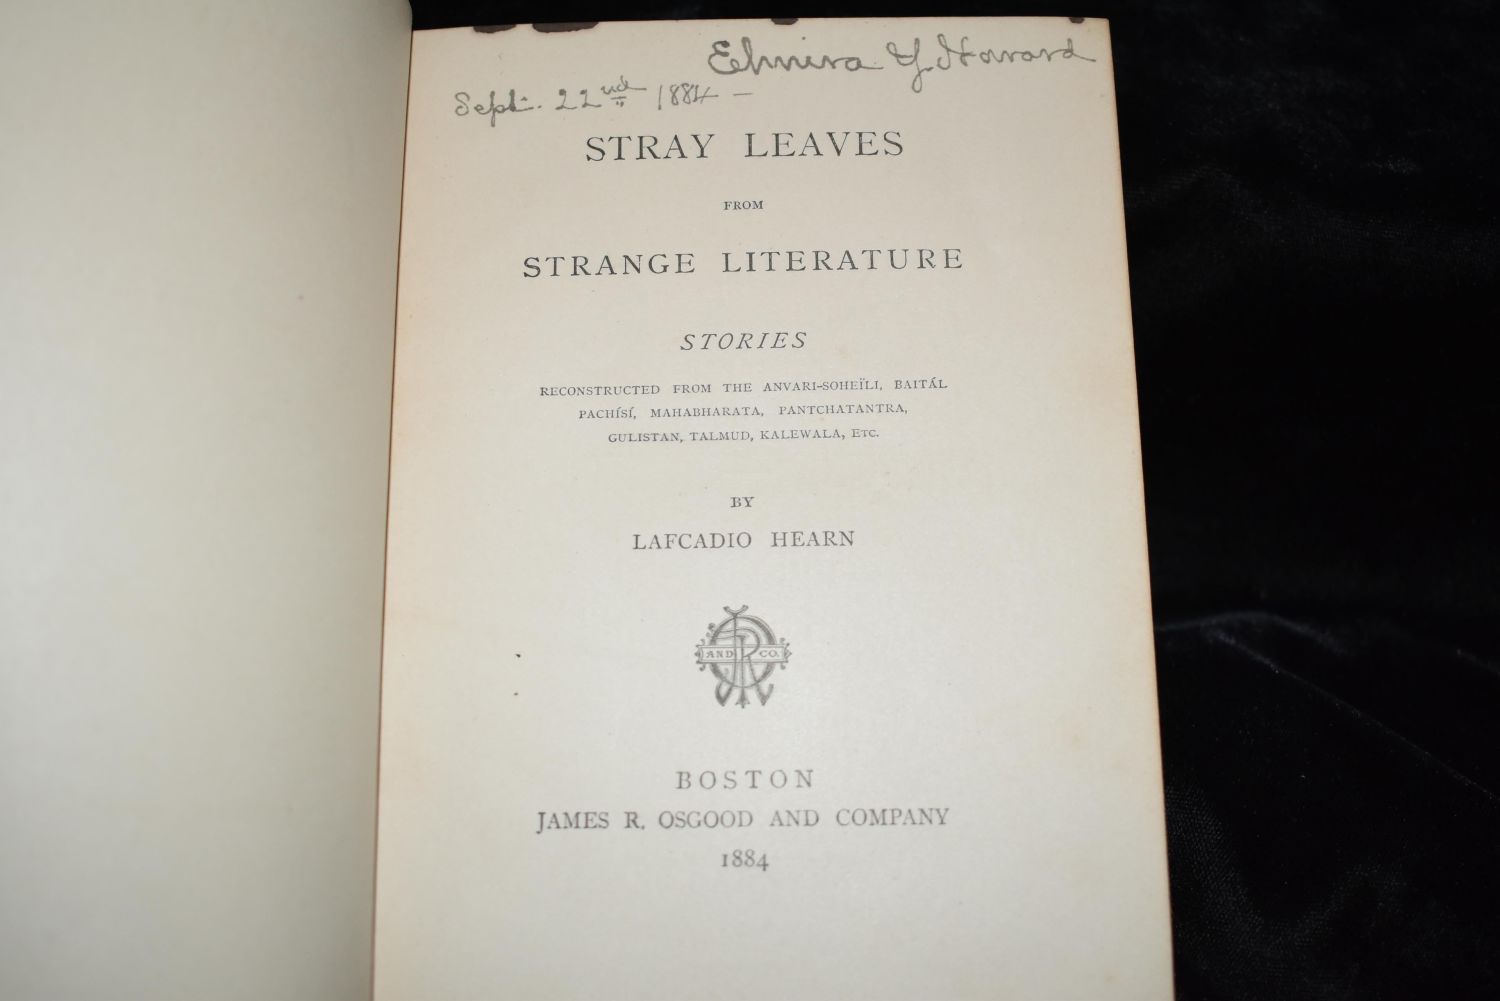 Elmira Y. Howard
Sept. 22nd 1884 –
STRAY LEAVES
FROM
STRANGE LITERATURE
STORIES
RECONSTRUCTED FROM THE ANVARI-SOHEÏLI, BAITÁL
PACHÍSÍ, MAHABHARATA, PANTCHATANTRA,
GULISTAN, TALMUD, KALEWALA, ETC.
BY
LAFCADIO HEARN
AND CO.
BOSTON
JAMES R. OSGOOD AND COMPANY
1884